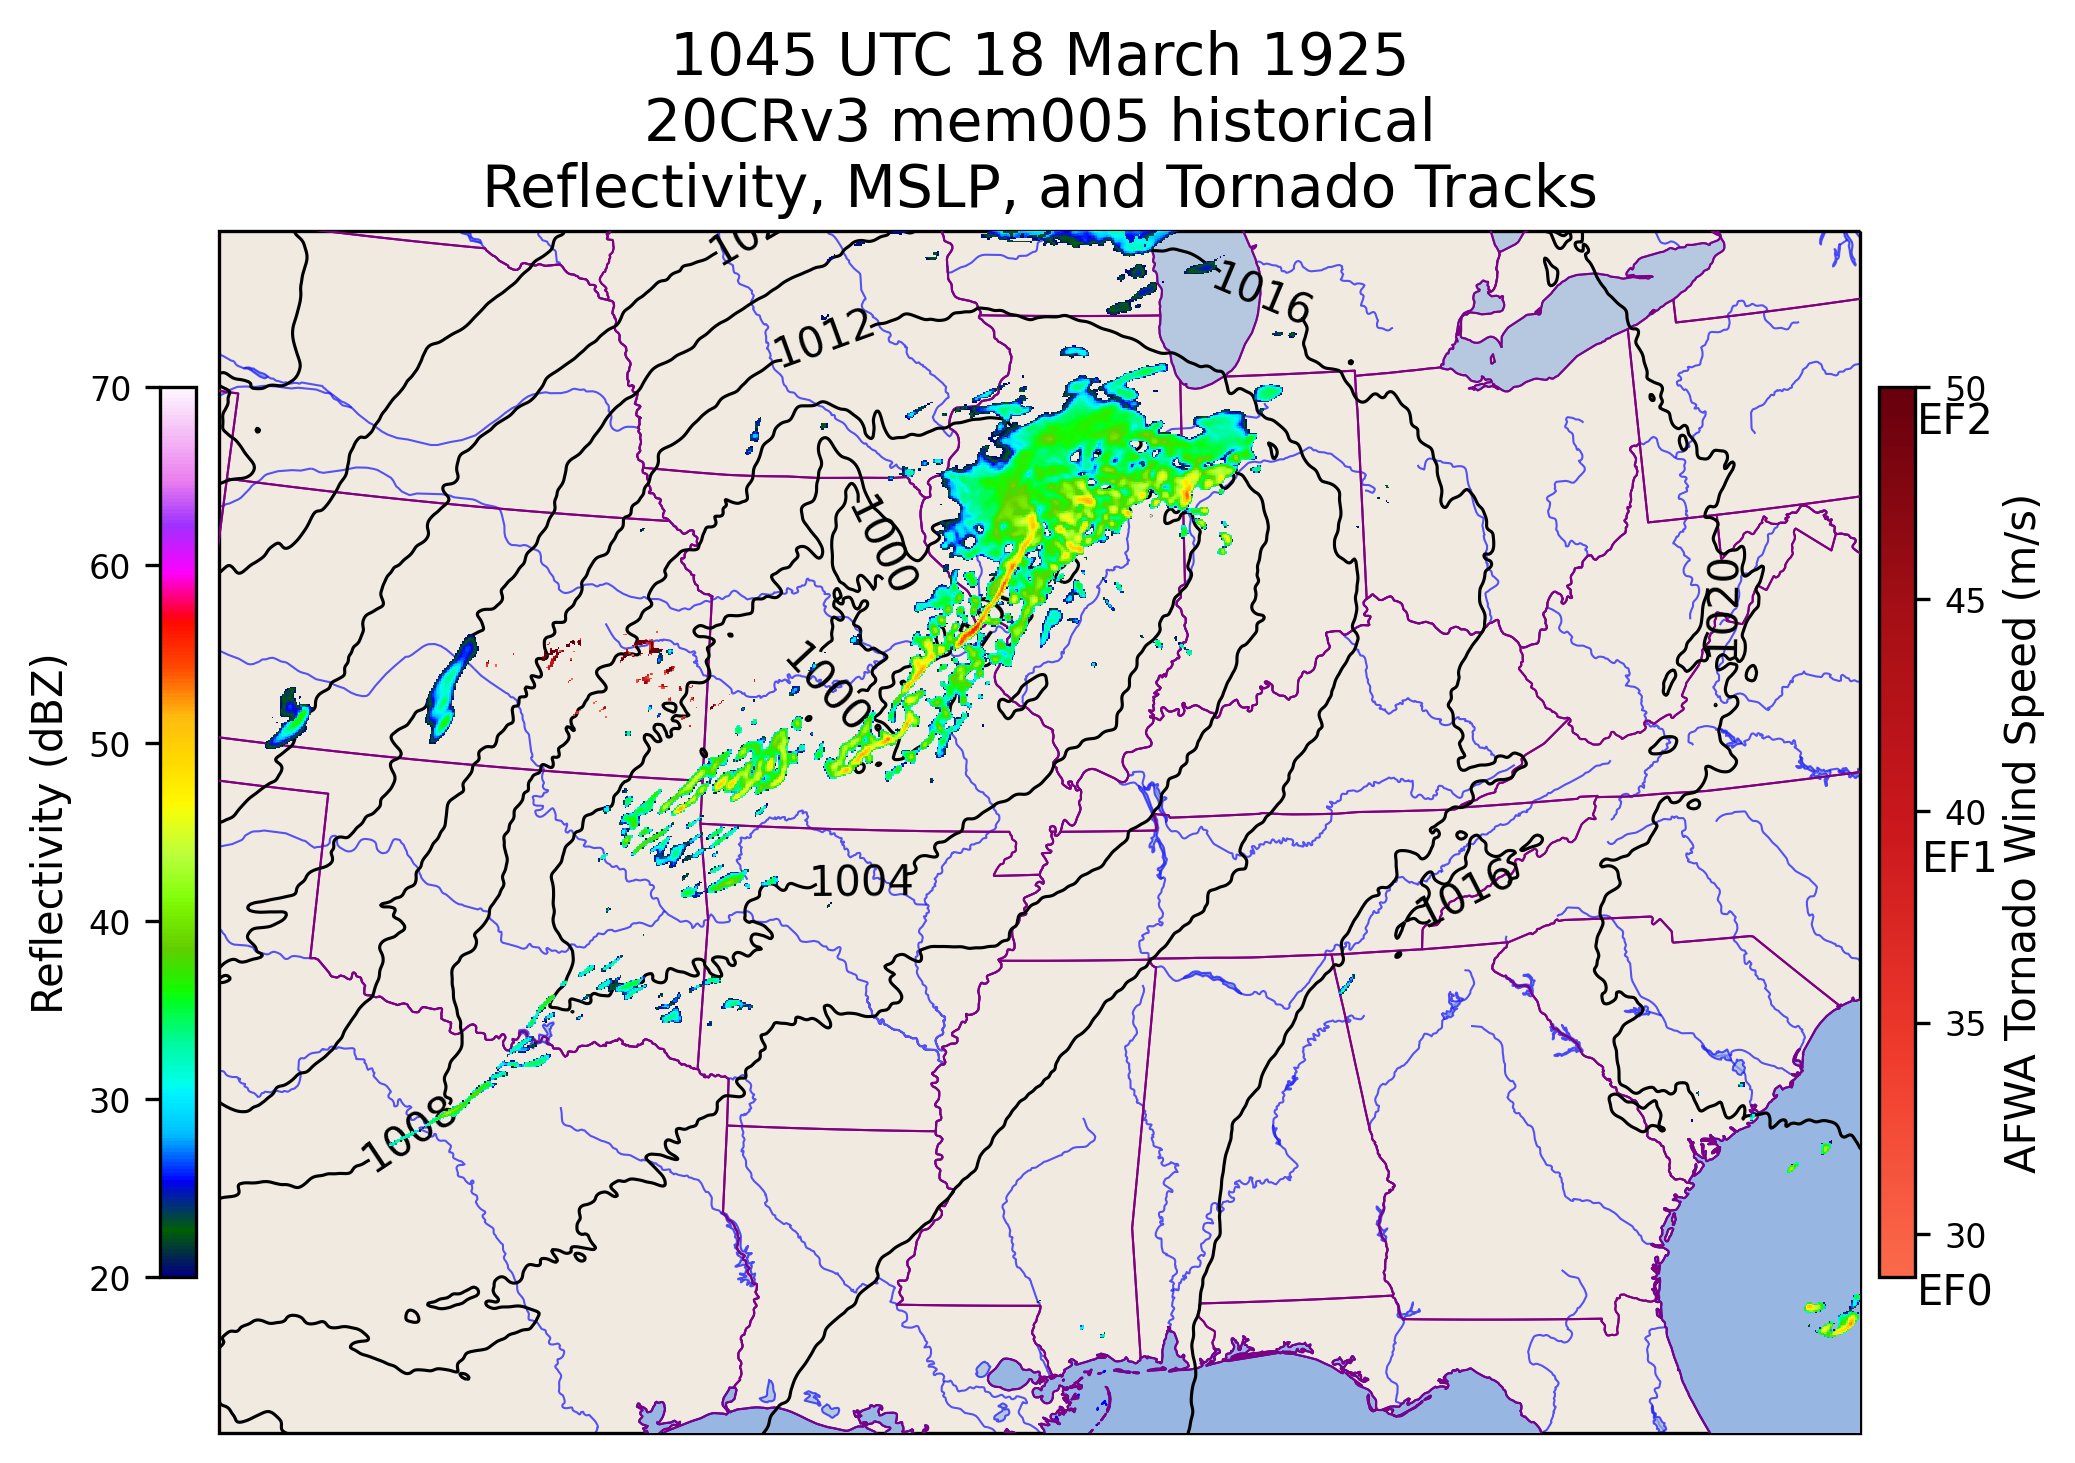 1045 UTC 18 March 1925
20CRv3 mem005 historical
Reflectivity, MSLP, and Tornado Tracks
1012
1016
1000
1000
1020
1004
1016
1008
70
60
50
40
30
20
Reflectivity (dBZ)
50
EF2
45
40
EF1
35
30
EF0
AFWA Tornado Wind Speed (m/s)